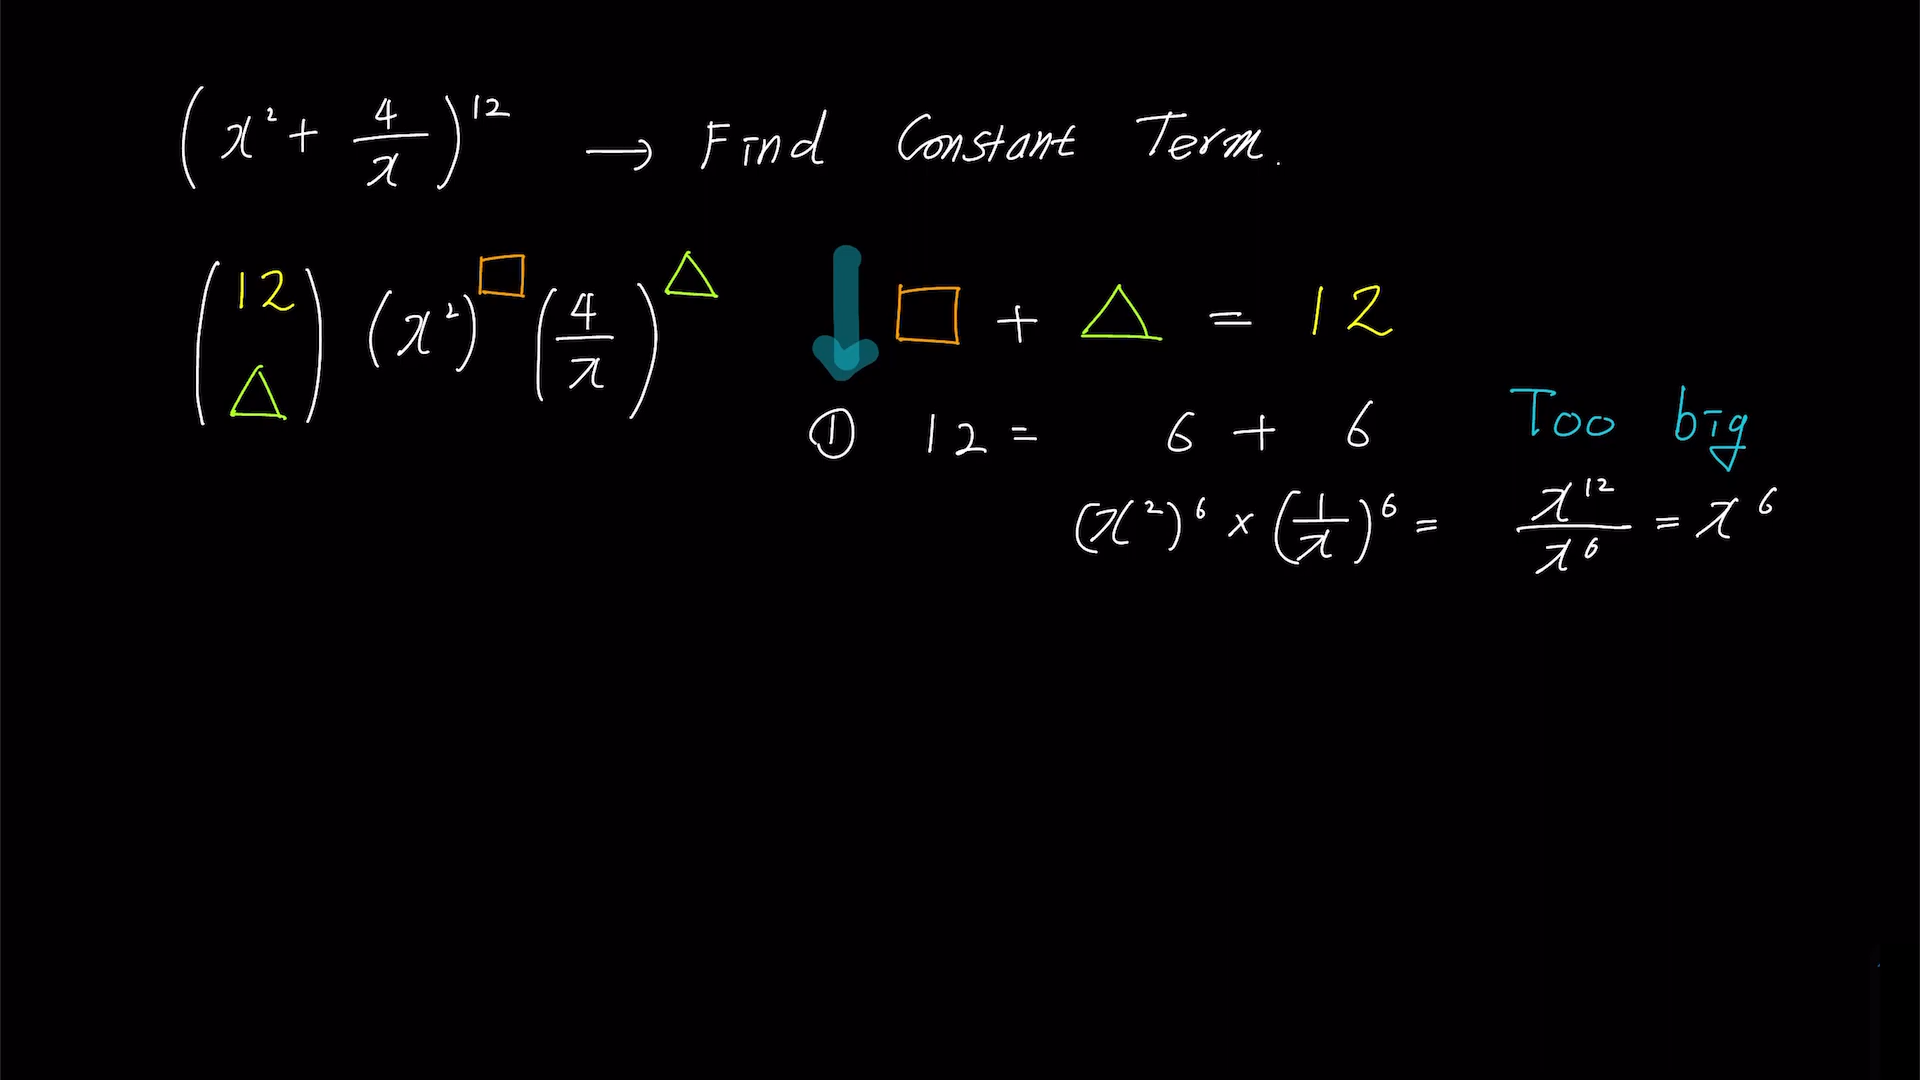 (x² + 4/x)¹² → Find Constant Term.
(12 △) (x²)^□ (4/x)^△
□ + △ = 12
① 12 = 6 + 6 Too big
(x²)⁶ × (1/x)⁶ = x¹²/x⁶ = x⁶